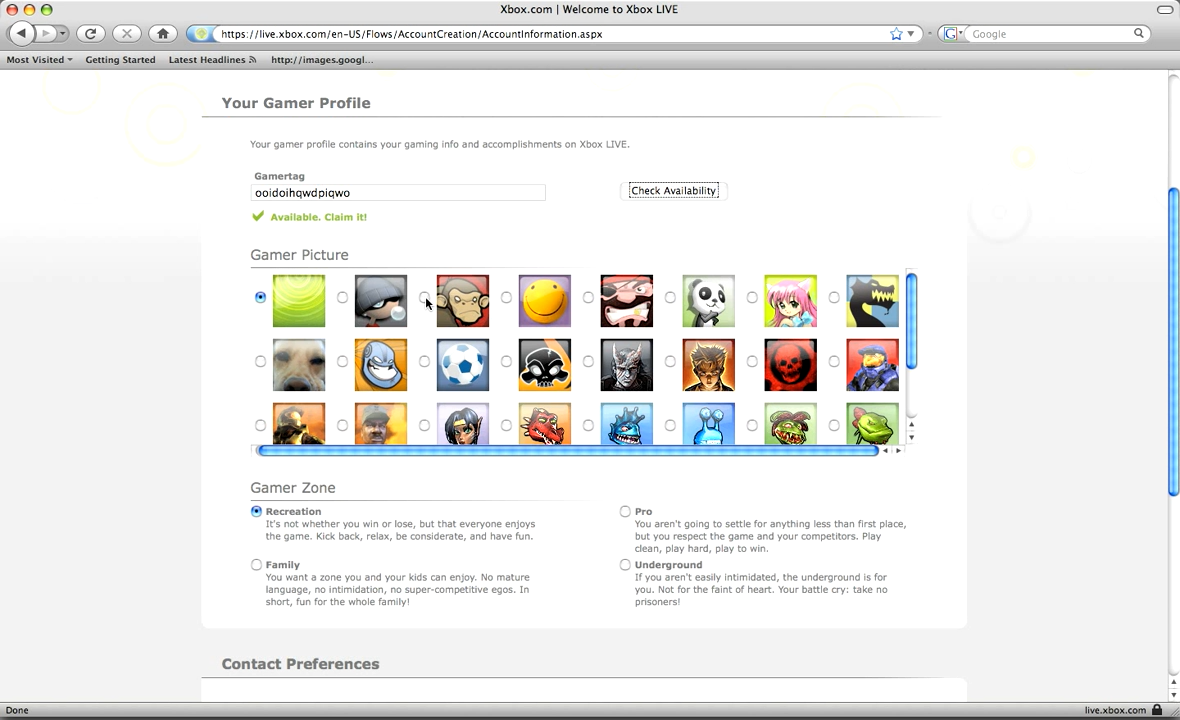 Xbox.com | Welcome to Xbox LIVE
https://live.xbox.com/en-US/Flows/AccountCreation/AccountInformation.aspx
G
Google
Most Visited
Getting Started
Latest Headlines
http://images.googl...
Your Gamer Profile
Your gamer profile contains your gaming info and accomplishments on Xbox LIVE.
Gamertag
ooidoihqwdpiqwo
Check Availability
Available. Claim it!
Gamer Picture
Gamer Zone
Recreation
It's not whether you win or lose, but that everyone enjoys
the game. Kick back, relax, be considerate, and have fun.
Pro
You aren't going to settle for anything less than first place,
but you respect the game and your competitors. Play
clean, play hard, play to win.
Family
You want a zone you and your kids can enjoy. No mature
language, no intimidation, no super-competitive egos. In
short, fun for the whole family!
Underground
If you aren't easily intimidated, the underground is for
you. Not for the faint of heart. Your battle cry: take no
prisoners!
Contact Preferences
Done
live.xbox.com